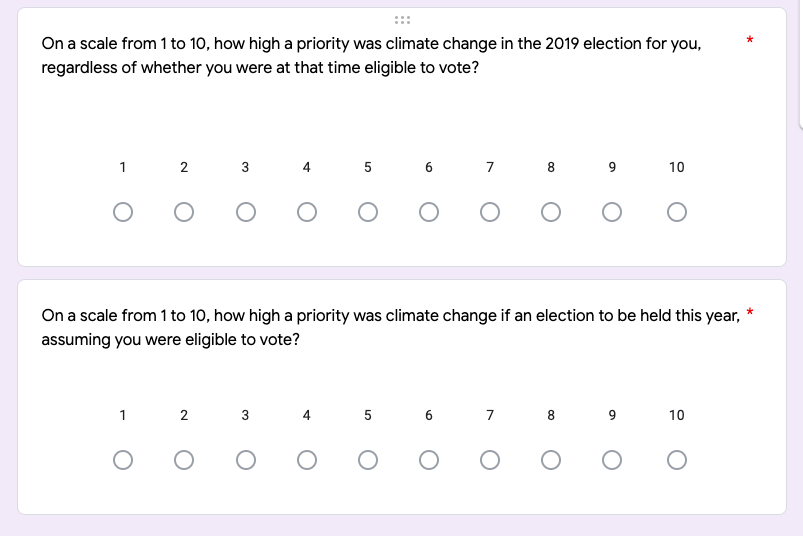 On a scale from 1 to 10, how high a priority was climate change in the 2019 election for you, *
regardless of whether you were at that time eligible to vote?
1 2 3 4 5 6 7 8 9 10
On a scale from 1 to 10, how high a priority was climate change if an election to be held this year, *
assuming you were eligible to vote?
1 2 3 4 5 6 7 8 9 10